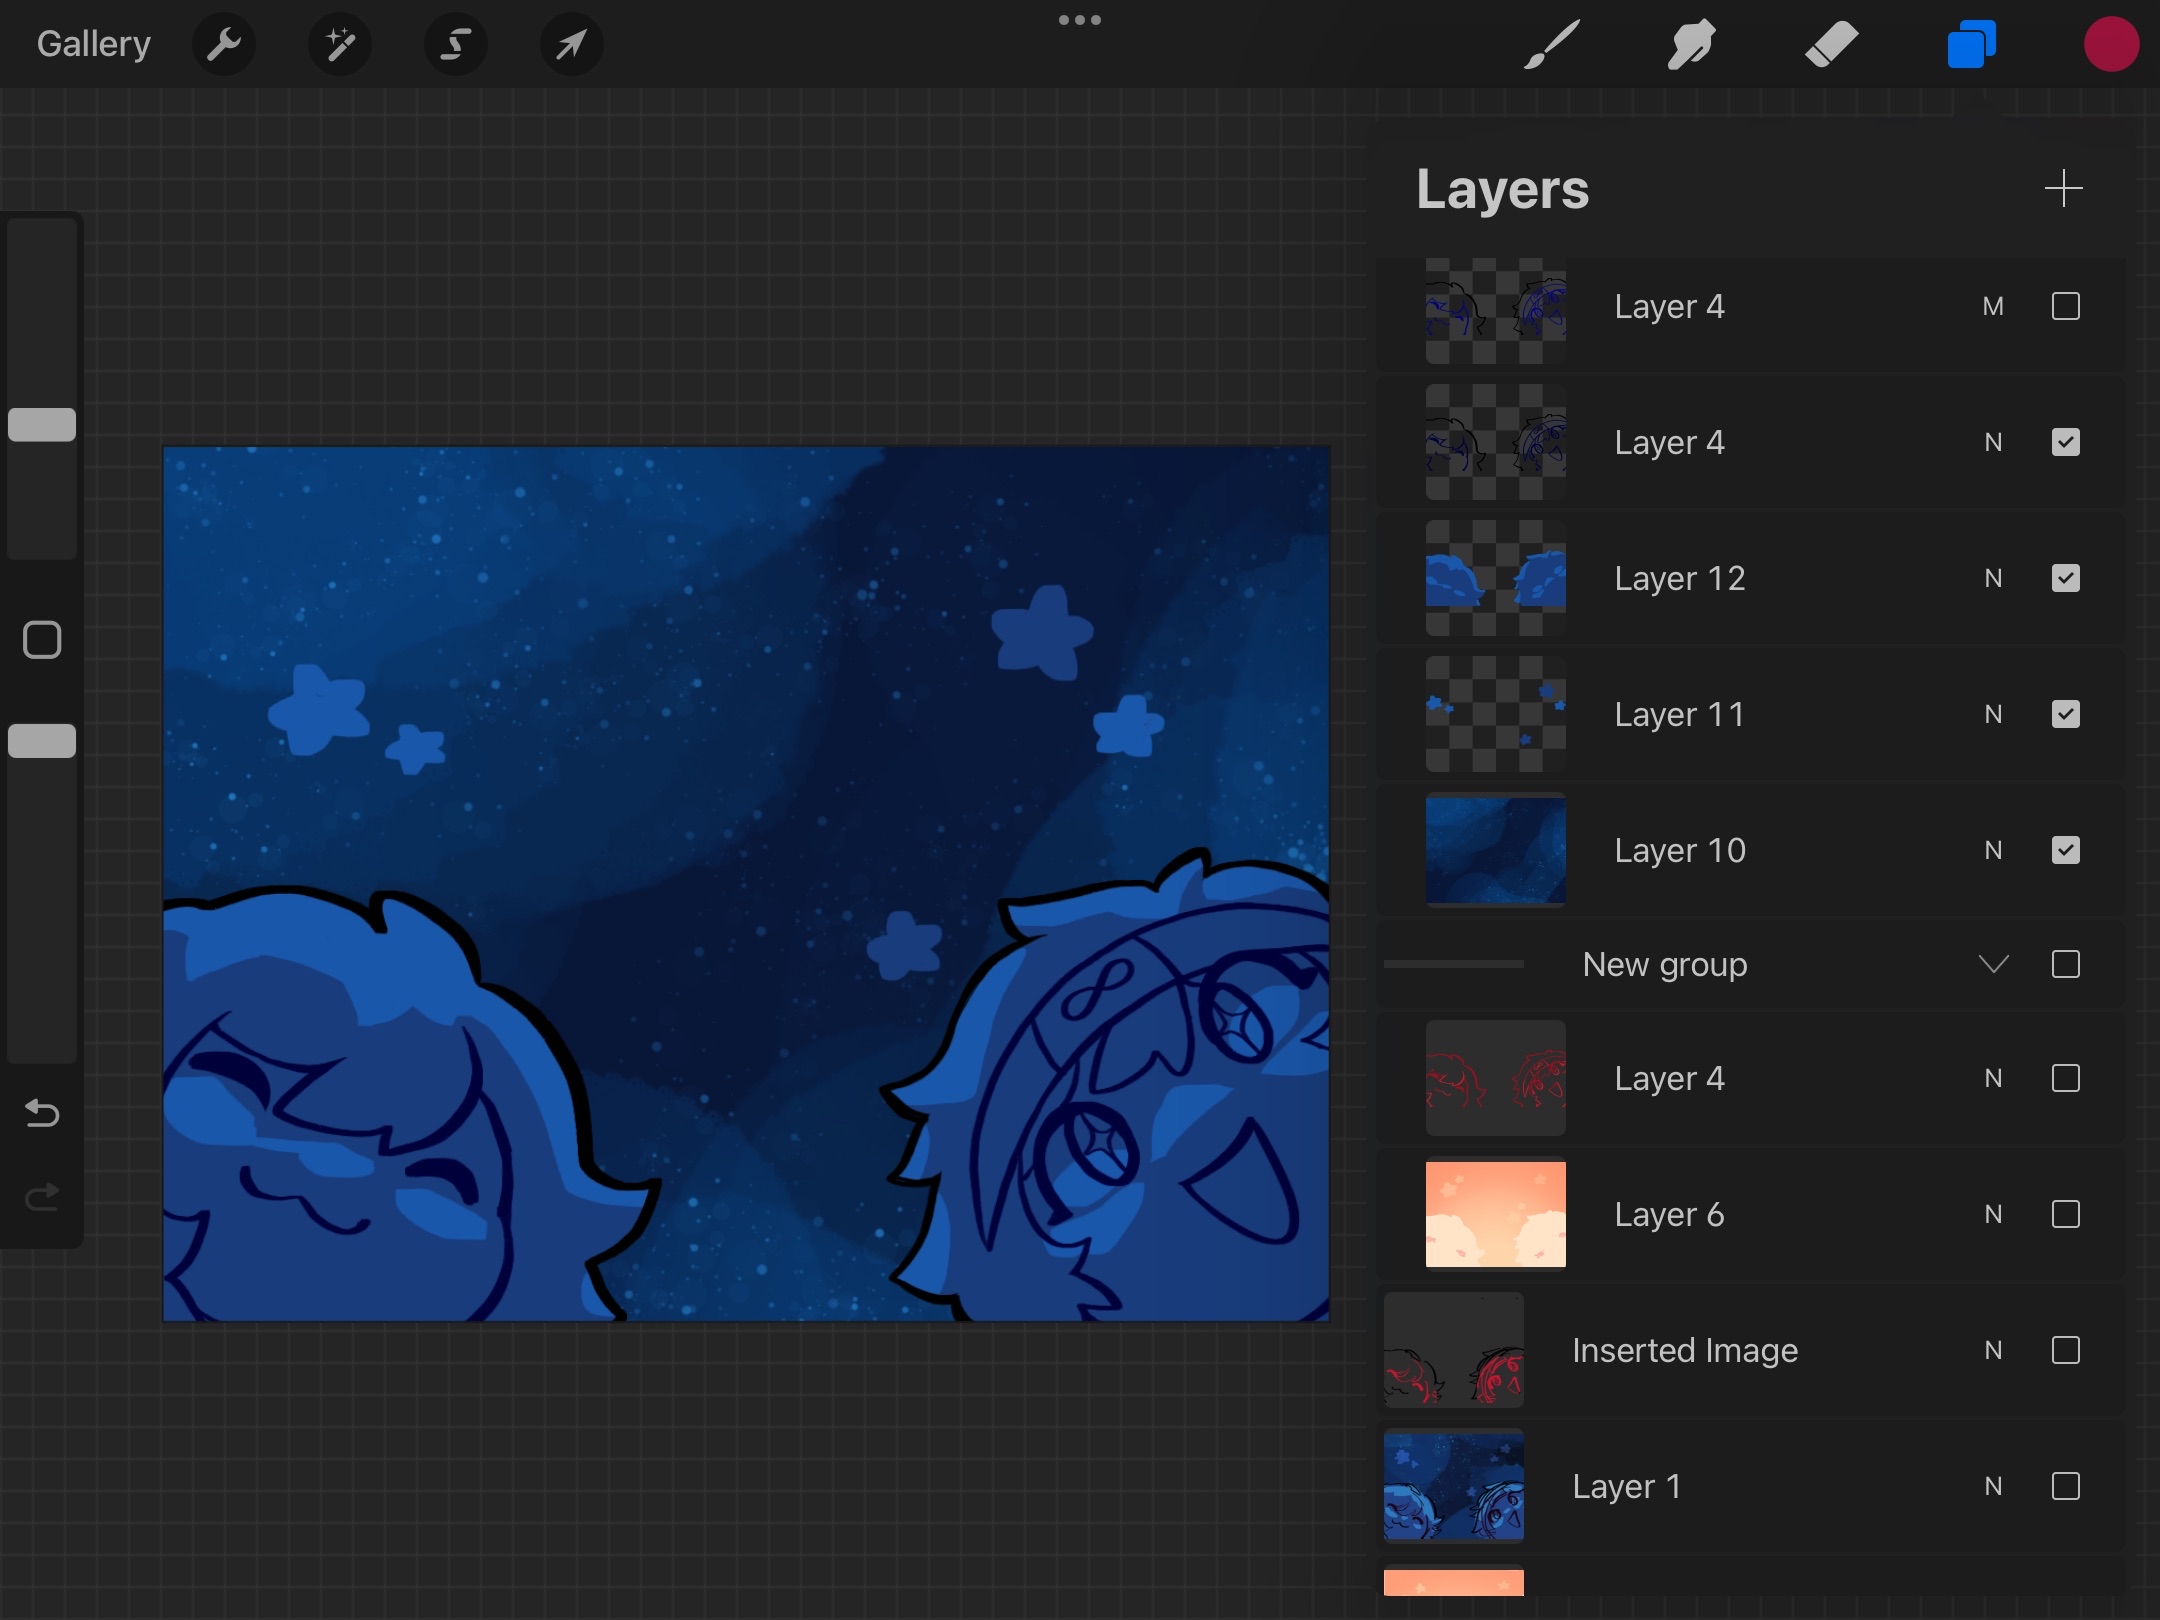 Gallery
Layers
Layer 4 M
Layer 4 N
Layer 12 N
Layer 11 N
Layer 10 N
New group
Layer 4 N
Layer 6 N
Inserted Image N
Layer 1 N